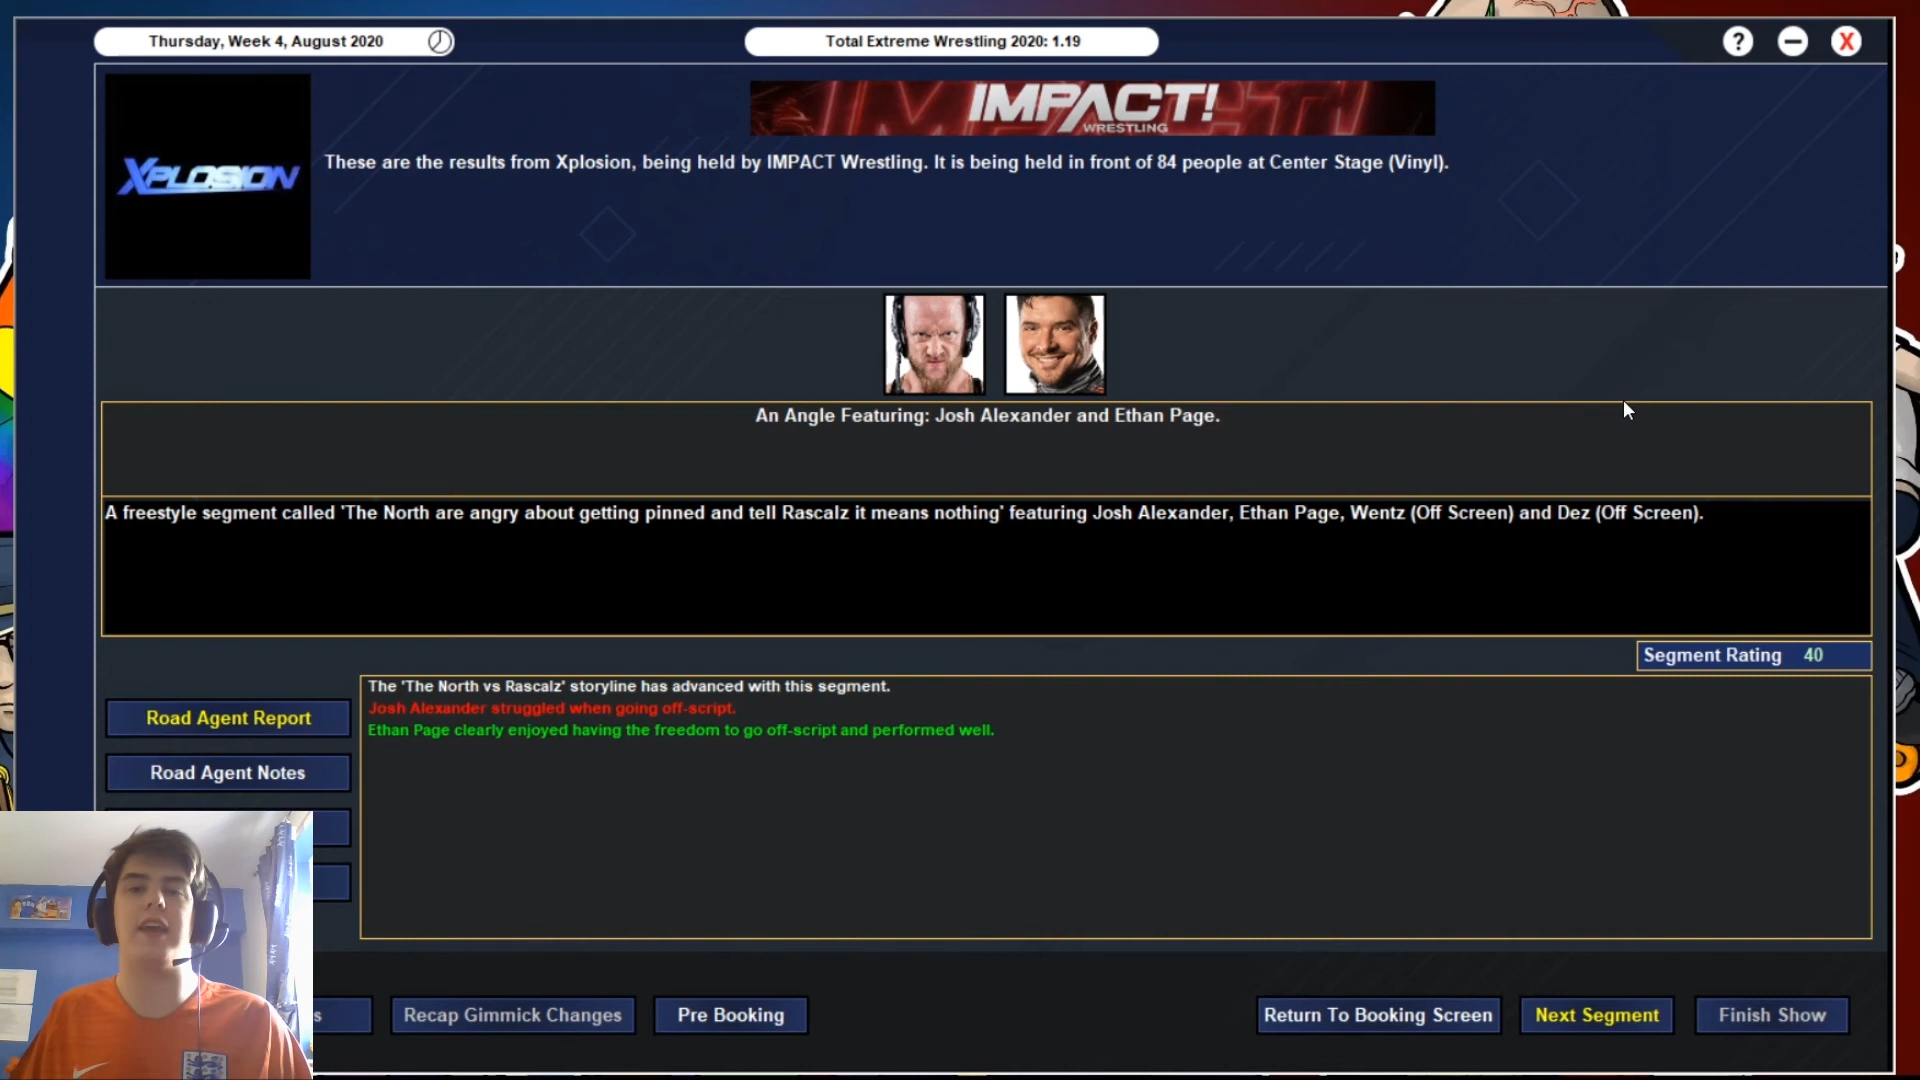 Thursday, Week 4, August 2020
Total Extreme Wrestling 2020: 1.19
?
X
IMPACT!
WRESTLING
XPLOSION
These are the results from Xplosion, being held by IMPACT Wrestling. It is being held in front of 84 people at Center Stage (Vinyl).
An Angle Featuring: Josh Alexander and Ethan Page.
A freestyle segment called 'The North are angry about getting pinned and tell Rascalz it means nothing' featuring Josh Alexander, Ethan Page, Wentz (Off Screen) and Dez (Off Screen).
Segment Rating 40
The 'The North vs Rascalz' storyline has advanced with this segment.
Josh Alexander struggled when going off-script.
Ethan Page clearly enjoyed having the freedom to go off-script and performed well.
Road Agent Report
Road Agent Notes
s
Recap Gimmick Changes
Pre Booking
Return To Booking Screen
Next Segment
Finish Show